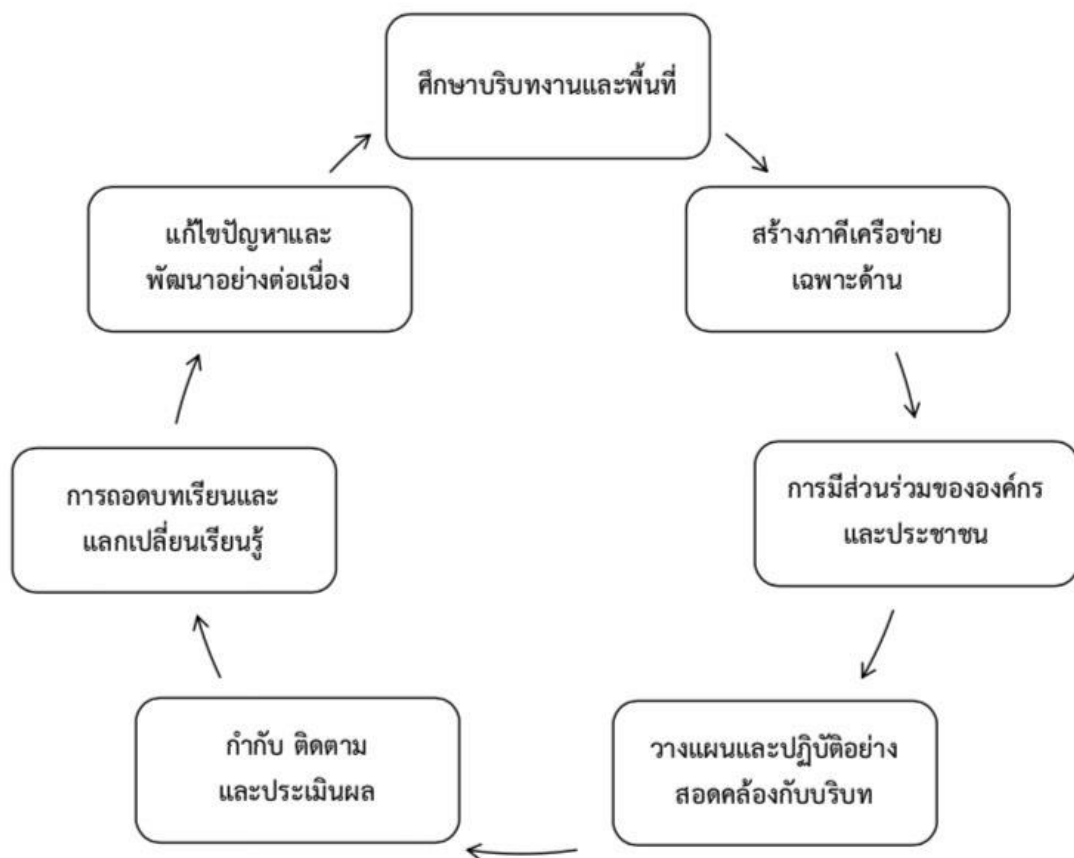 ศึกษาบริบทงานและพื้นที่
สร้างภาคีเครือข่าย
เฉพาะด้าน
การมีส่วนร่วมขององค์กร
และประชาชน
วางแผนและปฏิบัติอย่าง
สอดคล้องกับบริบท
กำกับ ติดตาม
และประเมินผล
การถอดบทเรียนและ
แลกเปลี่ยนเรียนรู้
แก้ไขปัญหาและ
พัฒนาอย่างต่อเนื่อง